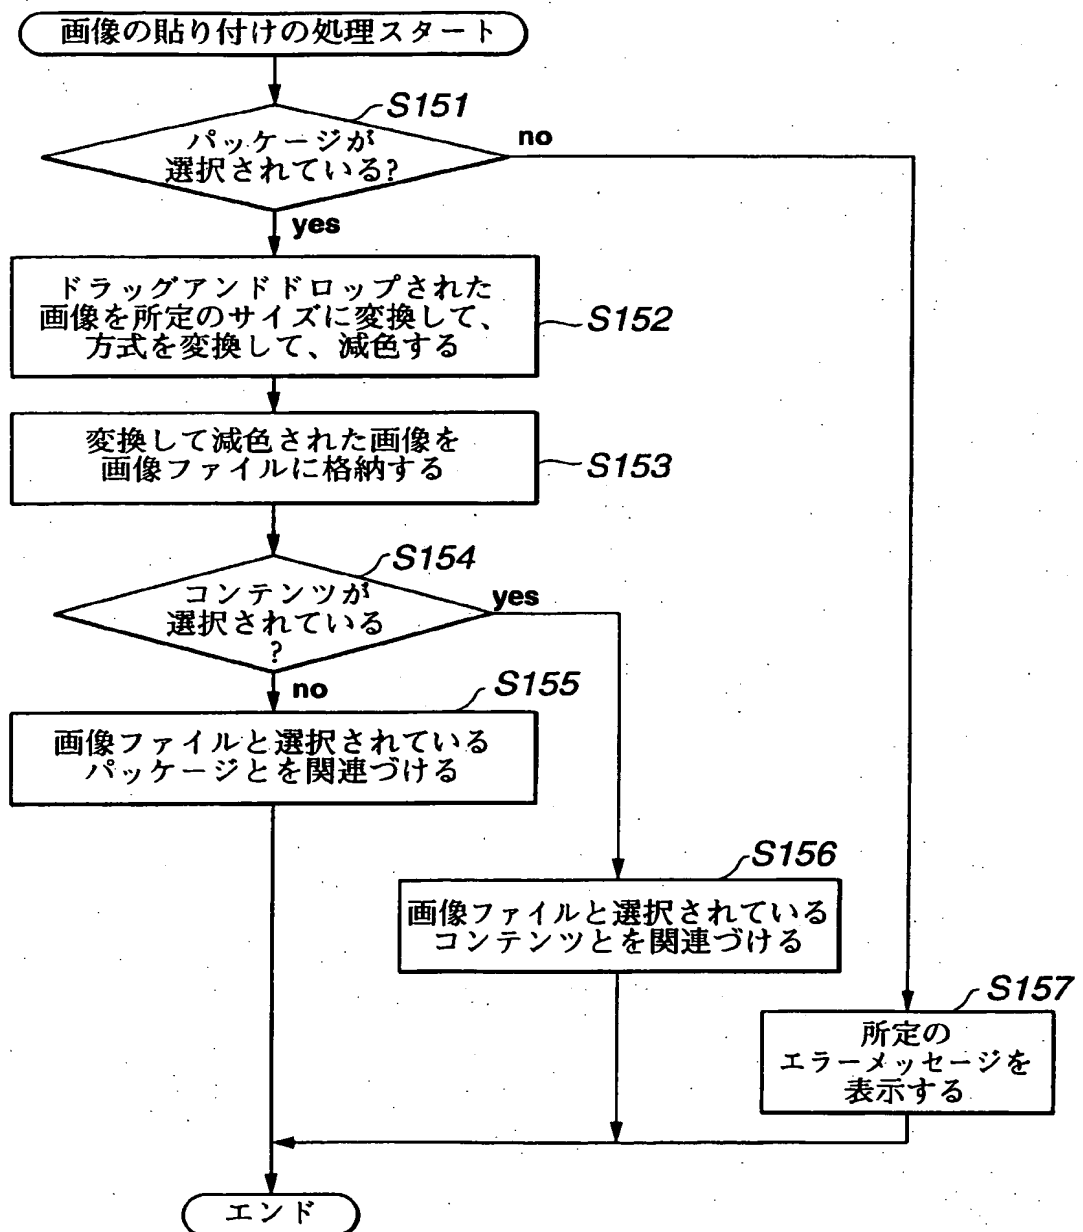 画像の貼り付けの処理スタート
S151
パッケージが
選択されている?
no
yes
ドラッグアンドドロップされた
画像を所定のサイズに変換して、
方式を変換して、減色する
S152
変換して減色された画像を
画像ファイルに格納する
S153
S154
コンテンツが
選択されている
?
yes
no
S155
画像ファイルと選択されている
パッケージとを関連づける
S156
画像ファイルと選択されている
コンテンツとを関連づける
S157
所定の
エラーメッセージを
表示する
エンド